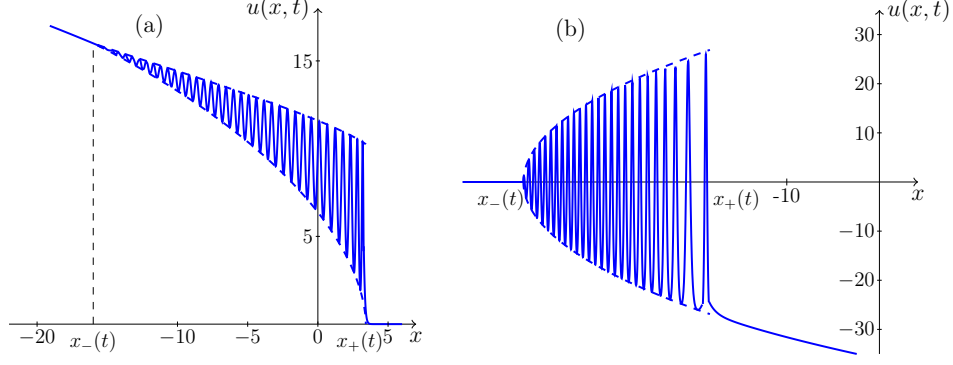 (a)
u(x, t)
15
5
−20
x₋(t)
−10
−5
0
x₊(t)
5
x
(b)
u(x, t)
30
20
10
x₋(t)
x₊(t)
-10
x
−10
−20
−30